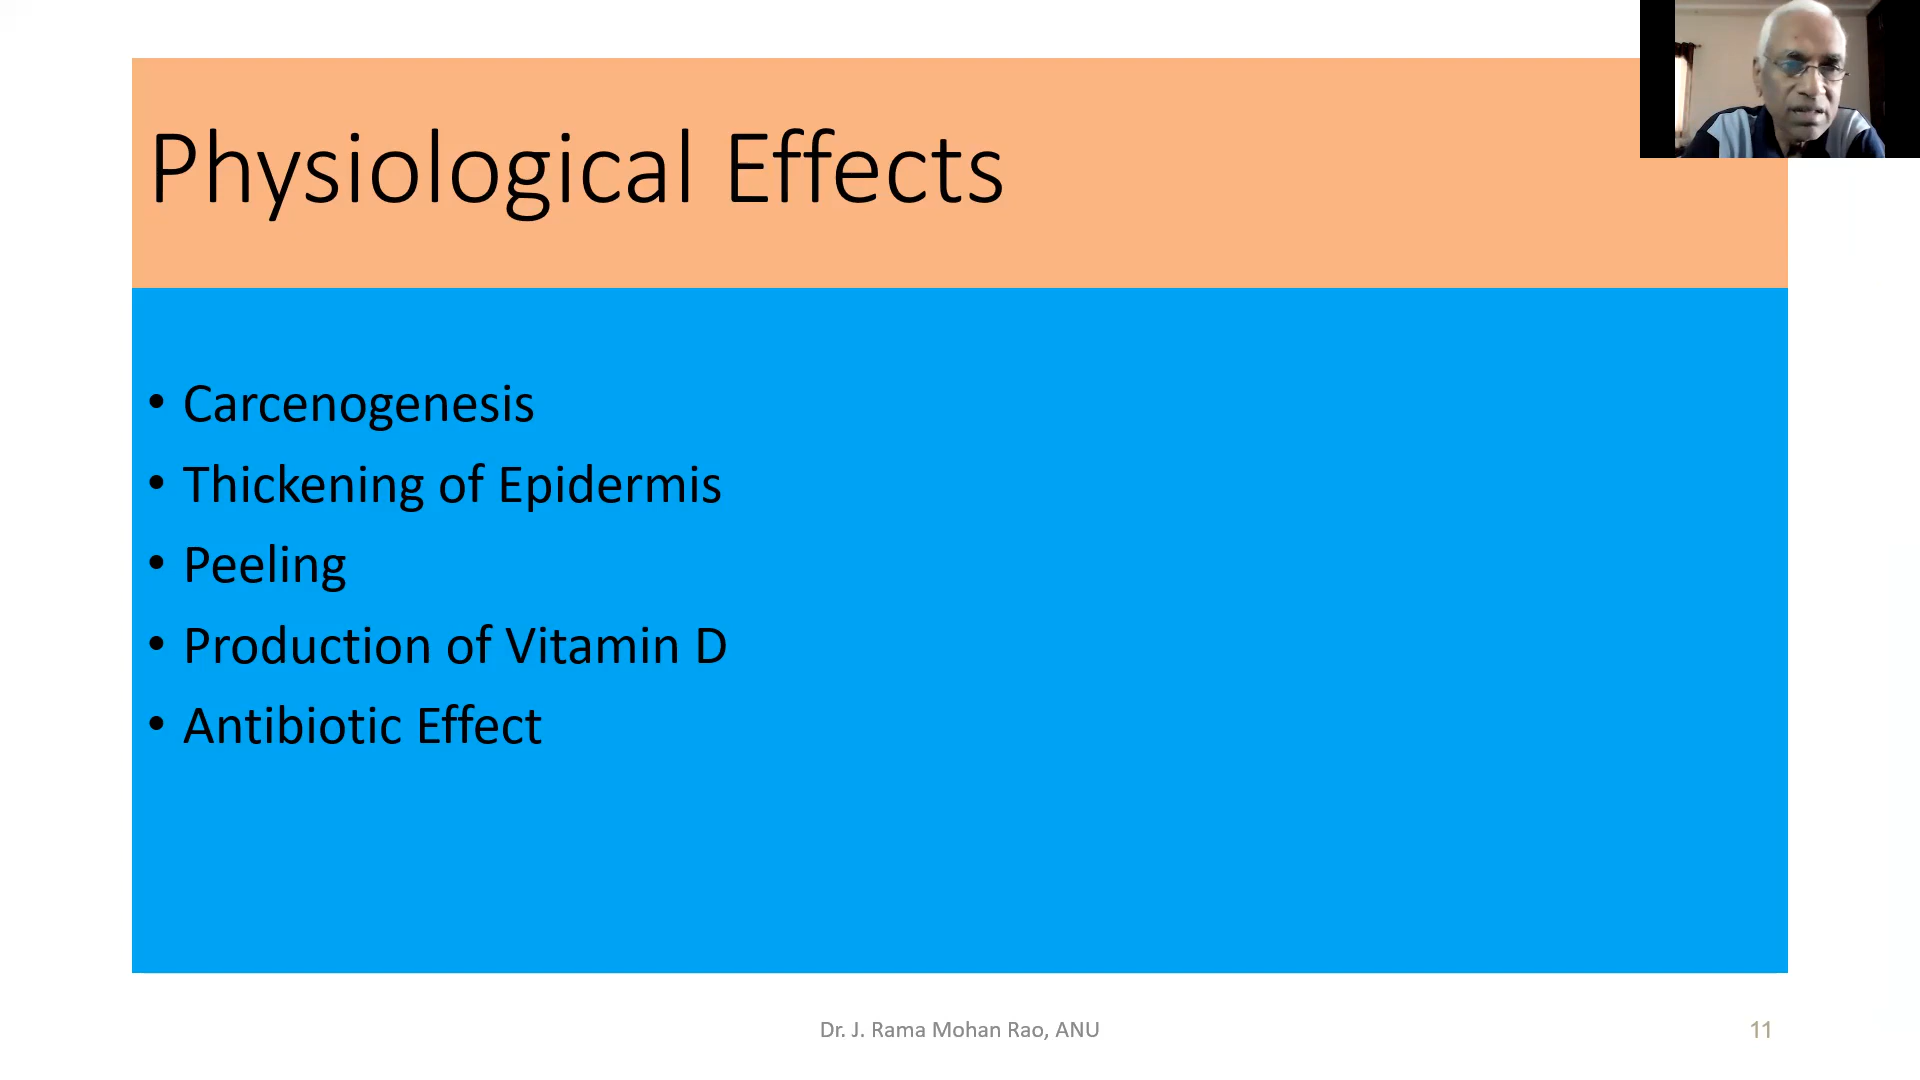 Physiological Effects
• Carcenogenesis
• Thickening of Epidermis
• Peeling
• Production of Vitamin D
• Antibiotic Effect
Dr. J. Rama Mohan Rao, ANU
11